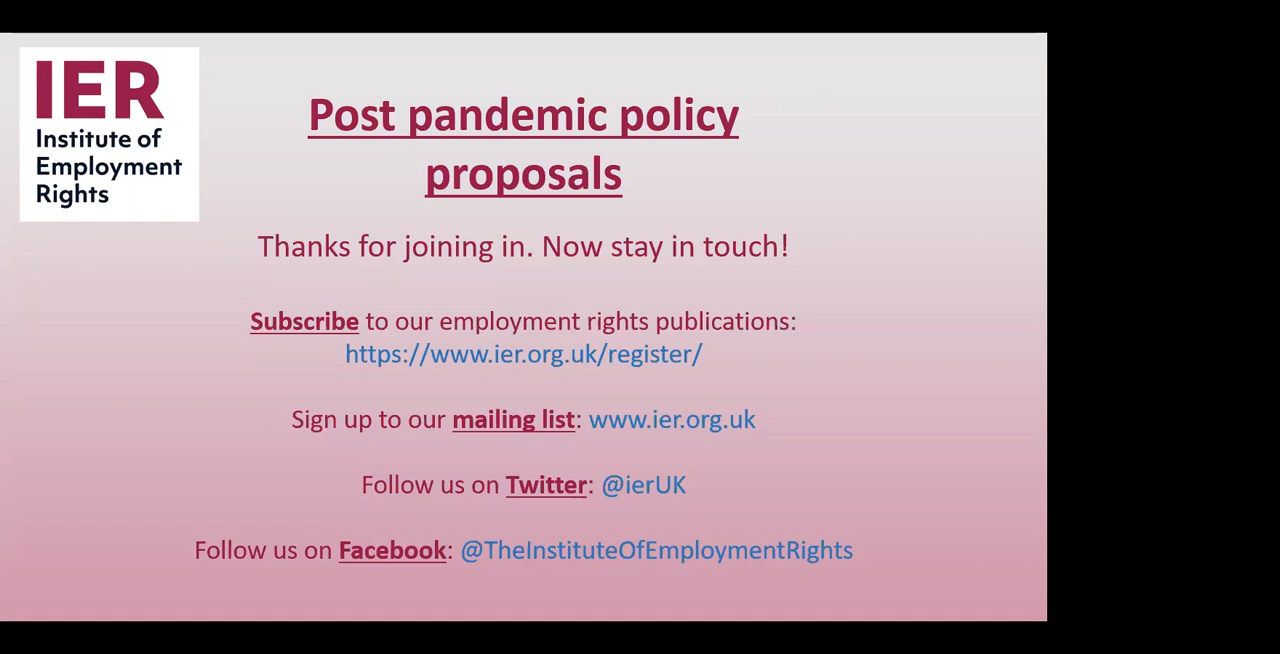 IER
Institute of
Employment
Rights
Post pandemic policy
proposals
Thanks for joining in. Now stay in touch!
Subscribe to our employment rights publications:
https://www.ier.org.uk/register/
Sign up to our mailing list: www.ier.org.uk
Follow us on Twitter: @ierUK
Follow us on Facebook: @TheInstituteOfEmploymentRights